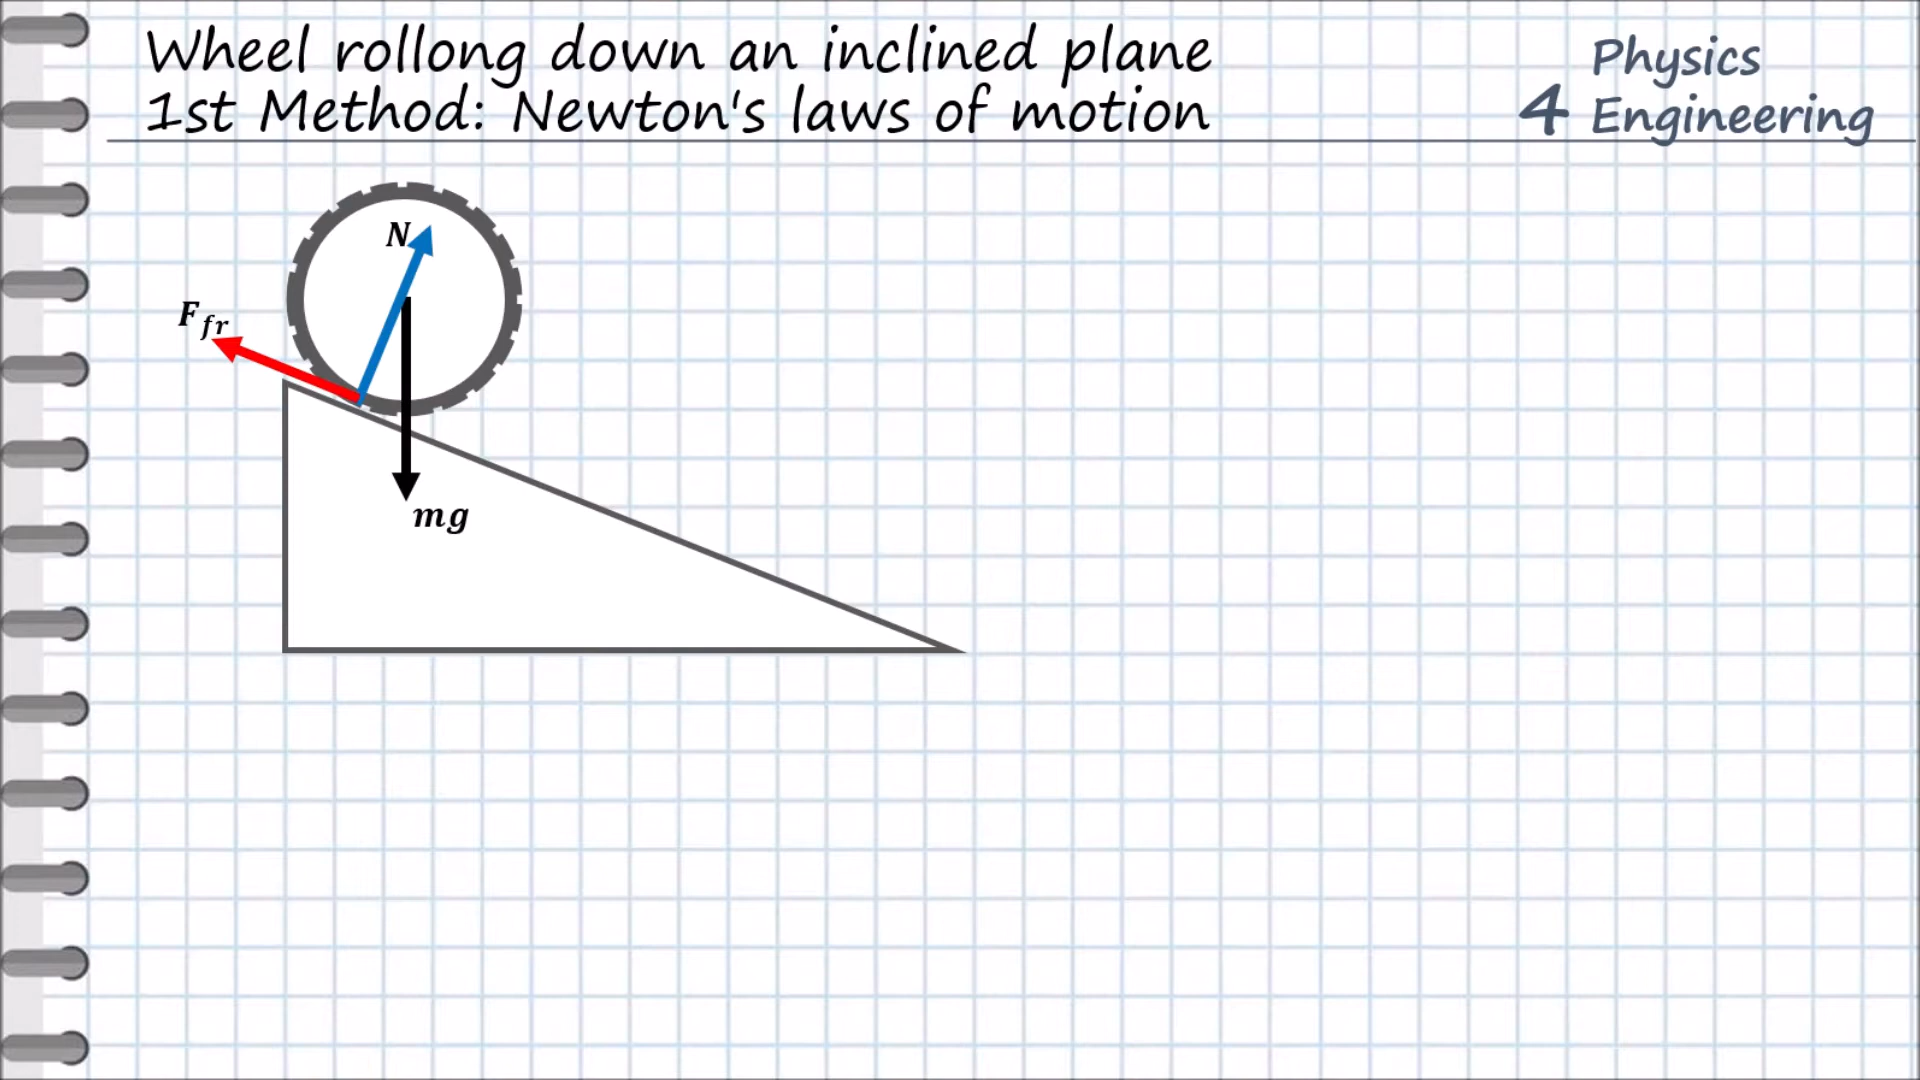 Wheel rollong down an inclined plane
1st Method: Newton's laws of motion
Physics
4 Engineering
N
F_fr
mg